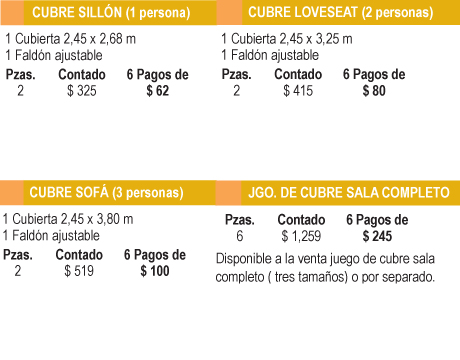 CUBRE SILLÓN (1 persona)
1 Cubierta 2,45 x 2,68 m
1 Faldón ajustable
Pzas. Contado 6 Pagos de
2 $ 325 $ 62
CUBRE LOVESEAT (2 personas)
1 Cubierta 2,45 x 3,25 m
1 Faldón ajustable
Pzas. Contado 6 Pagos de
2 $ 415 $ 80
CUBRE SOFÁ (3 personas)
1 Cubierta 2,45 x 3,80 m
1 Faldón ajustable
Pzas. Contado 6 Pagos de
2 $ 519 $ 100
JGO. DE CUBRE SALA COMPLETO
Pzas. Contado 6 Pagos de
6 $ 1,259 $ 245
Disponible a la venta juego de cubre sala
completo ( tres tamaños) o por separado.